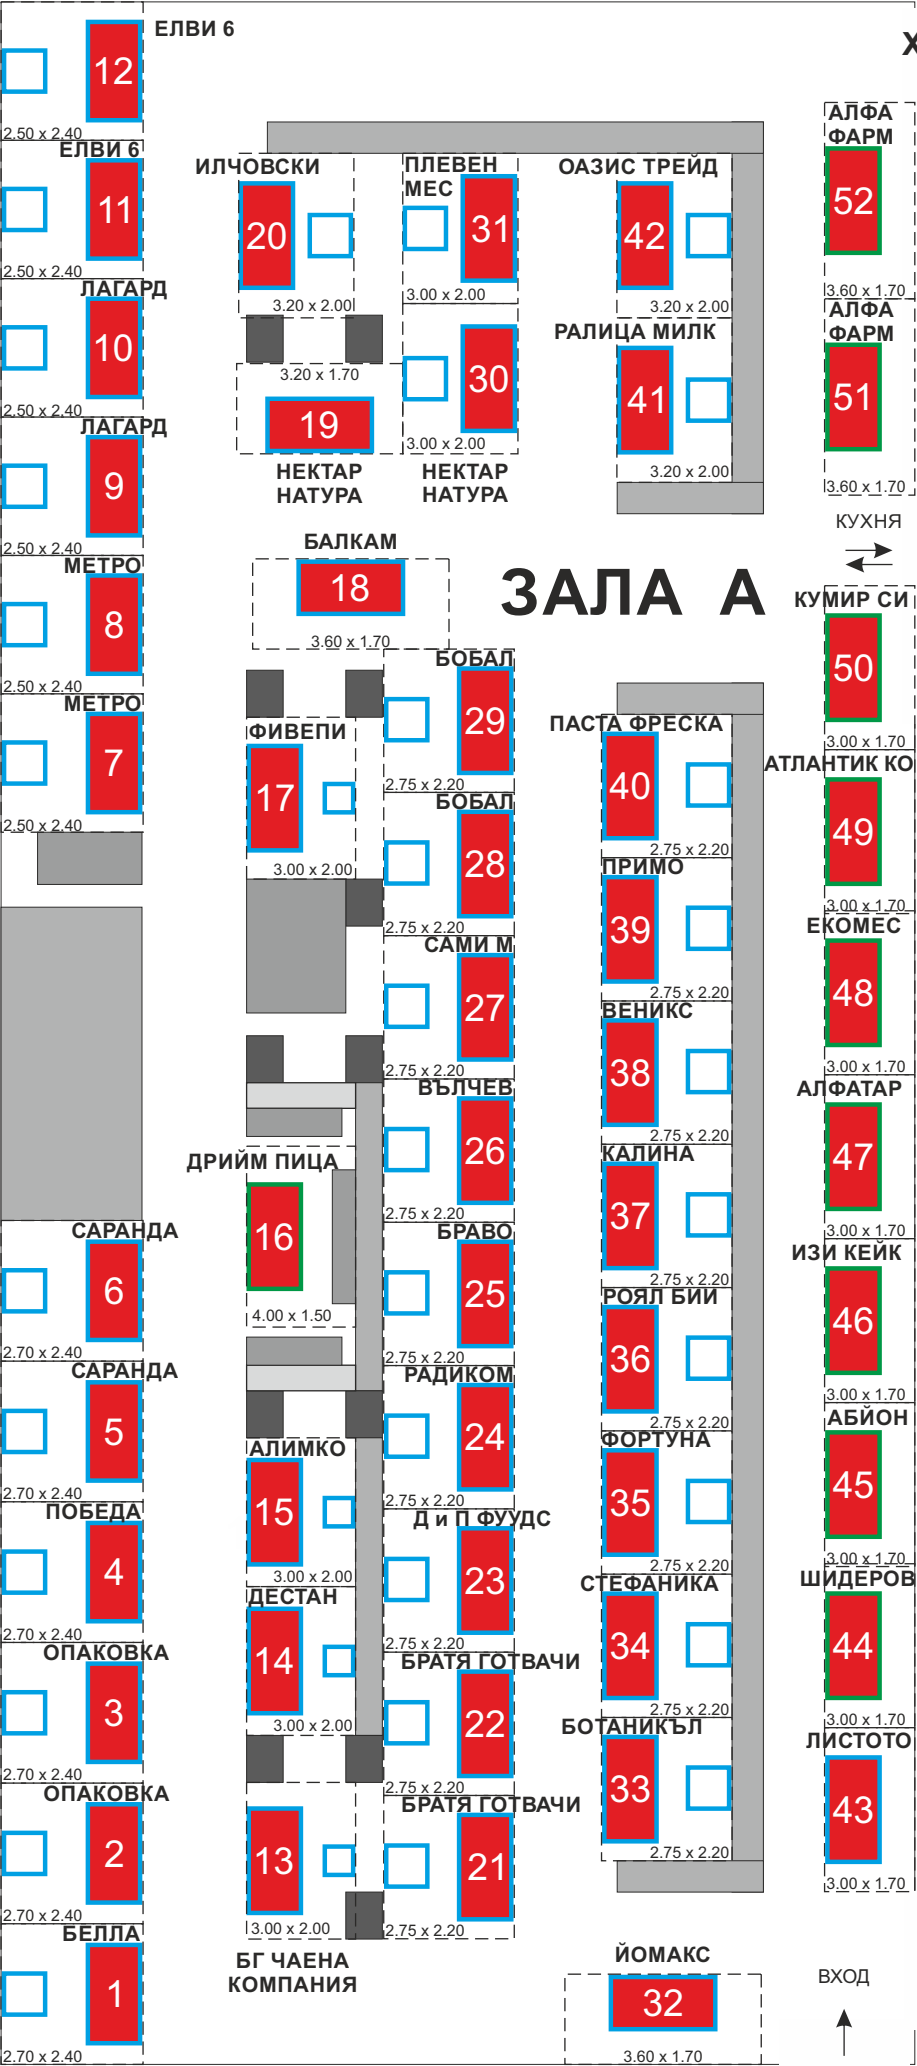 ЕЛВИ 6
12
2.50 x 2.40
ЕЛВИ 6
11
2.50 x 2.40
ЛАГАРД
10
2.50 x 2.40
ЛАГАРД
9
2.50 x 2.40
МЕТРО
8
2.50 x 2.40
МЕТРО
7
2.50 x 2.40
САРАНДА
6
2.70 x 2.40
САРАНДА
5
2.70 x 2.40
ПОБЕДА
4
2.70 x 2.40
ОПАКОВКА
3
2.70 x 2.40
ОПАКОВКА
2
2.70 x 2.40
БЕЛЛА
1
2.70 x 2.40
ИЛЧОВСКИ
20
3.20 x 2.00
3.20 x 1.70
19
НЕКТАР
НАТУРА
БАЛКАМ
18
3.60 x 1.70
ФИВЕПИ
17
3.00 x 2.00
ДРИЙМ ПИЦА
16
4.00 x 1.50
АЛИМКО
15
3.00 x 2.00
ДЕСТАН
14
3.00 x 2.00
13
3.00 x 2.00
БГ ЧАЕНА
КОМПАНИЯ
ПЛЕВЕН
МЕС
31
3.00 x 2.00
30
3.00 x 2.00
НЕКТАР
НАТУРА
ЗАЛА А
БОБАЛ
29
2.75 x 2.20
БОБАЛ
28
2.75 x 2.20
САМИ М
27
2.75 x 2.20
ВЪЛЧЕВ
26
2.75 x 2.20
БРАВО
25
2.75 x 2.20
РАДИКОМ
24
2.75 x 2.20
Д и П ФУУДС
23
2.75 x 2.20
БРАТЯ ГОТВАЧИ
22
2.75 x 2.20
БРАТЯ ГОТВАЧИ
21
2.75 x 2.20
ОАЗИС ТРЕЙД
42
3.20 x 2.00
РАЛИЦА МИЛК
41
3.20 x 2.00
ПАСТА ФРЕСКА
40
2.75 x 2.20
ПРИМО
39
2.75 x 2.20
ВЕНИКС
38
2.75 x 2.20
КАЛИНА
37
2.75 x 2.20
РОЯЛ БИИ
36
2.75 x 2.20
ФОРТУНА
35
2.75 x 2.20
СТЕФАНИКА
34
2.75 x 2.20
БОТАНИКЪЛ
33
2.75 x 2.20
ЙОМАКС
32
3.60 x 1.70
Х
АЛФА
ФАРМ
52
3.60 x 1.70
АЛФА
ФАРМ
51
3.60 x 1.70
КУХНЯ
КУМИР СИ
50
3.00 x 1.70
АТЛАНТИК КО
49
3.00 x 1.70
ЕКОМЕС
48
3.00 x 1.70
АЛФАТАР
47
3.00 x 1.70
ИЗИ КЕЙК
46
3.00 x 1.70
АБЙОН
45
3.00 x 1.70
ШИДЕРОВ
44
3.00 x 1.70
ЛИСТОТО
43
3.00 x 1.70
ВХОД